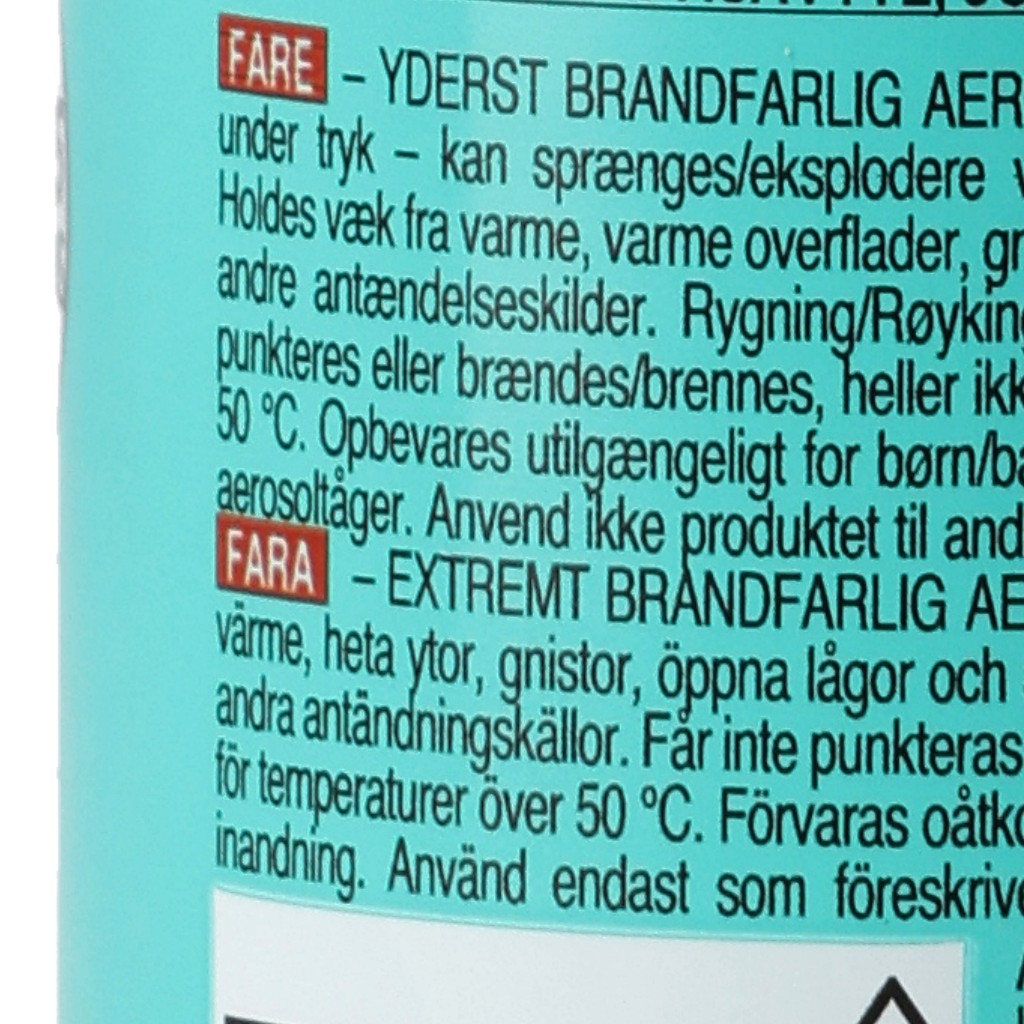 FARE – YDERST BRANDFARLIG AER
under tryk – kan sprænges/eksplodere v
Holdes væk fra varme, varme overflader, gn
andre antændelseskilder. Rygning/Røyking
punkteres eller brændes/brennes, heller ikk
50 °C. Opbevares utilgængeligt for børn/ba
aerosoltåger. Anvend ikke produktet til and
FARA – EXTREMT BRANDFARLIG AE
värme, heta ytor, gnistor, öppna lågor och
andra antändningskällor. Får inte punkteras
för temperaturer över 50 °C. Förvaras oåtko
inandning. Använd endast som föreskrive